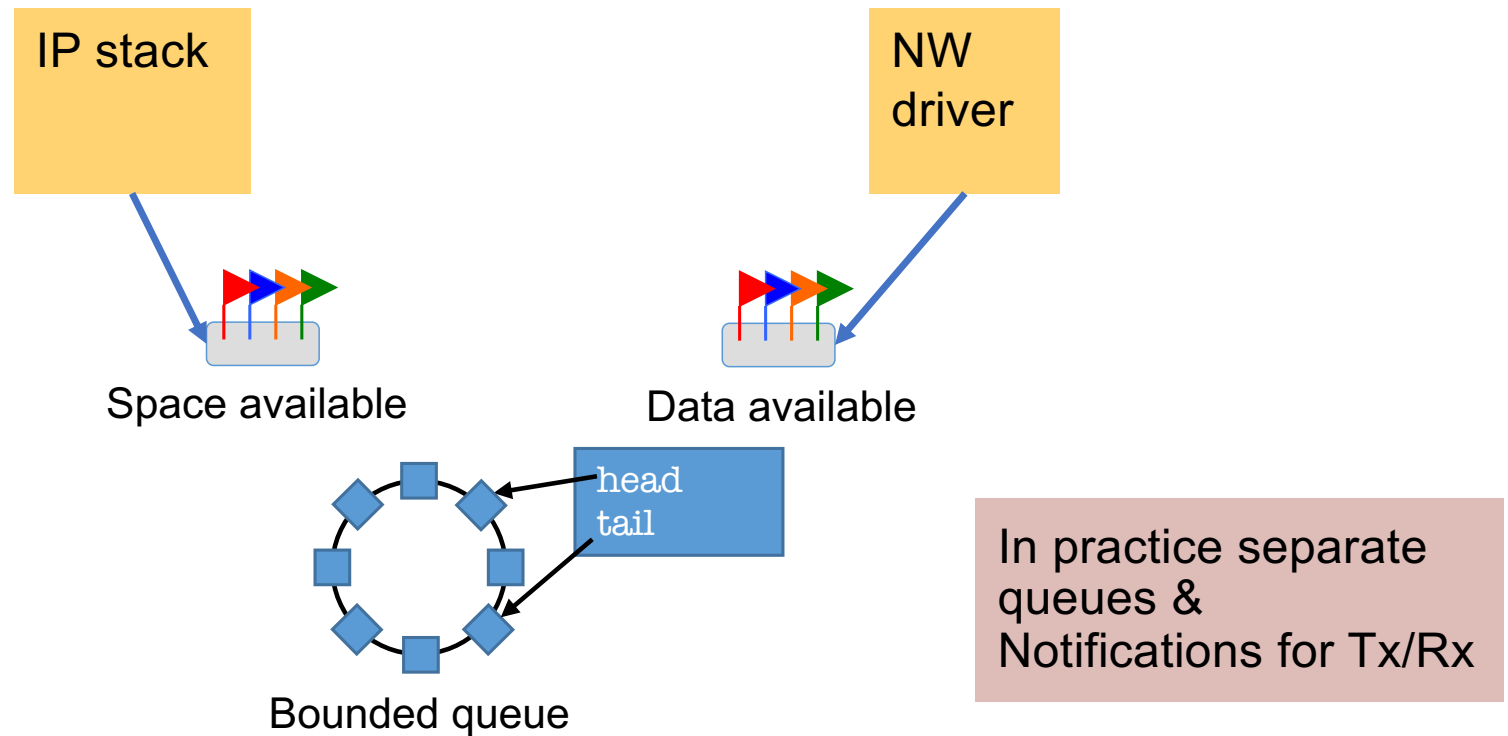 IP stack
NW
driver
Space available
Data available
head
tail
In practice separate
queues &
Notifications for Tx/Rx
Bounded queue